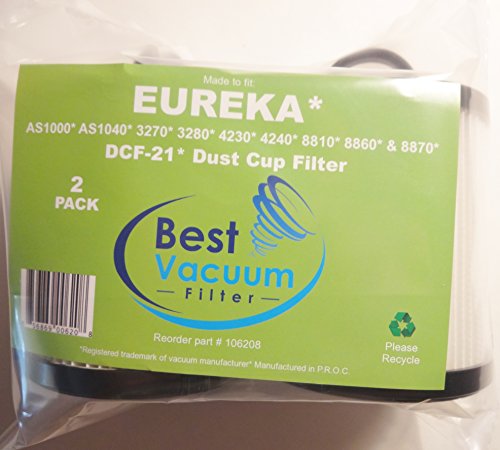 Made to fit:
EUREKA*
AS1000* AS1040* 3270* 3280* 4230* 4240* 8810* 8860* & 8870*
DCF-21* Dust Cup Filter
2
PACK
Best
Vacuum
Filter
Reorder part # 106208
Please
Recycle
*Registered trademark of vacuum manufacturer* Manufactured in P.R.O.C.